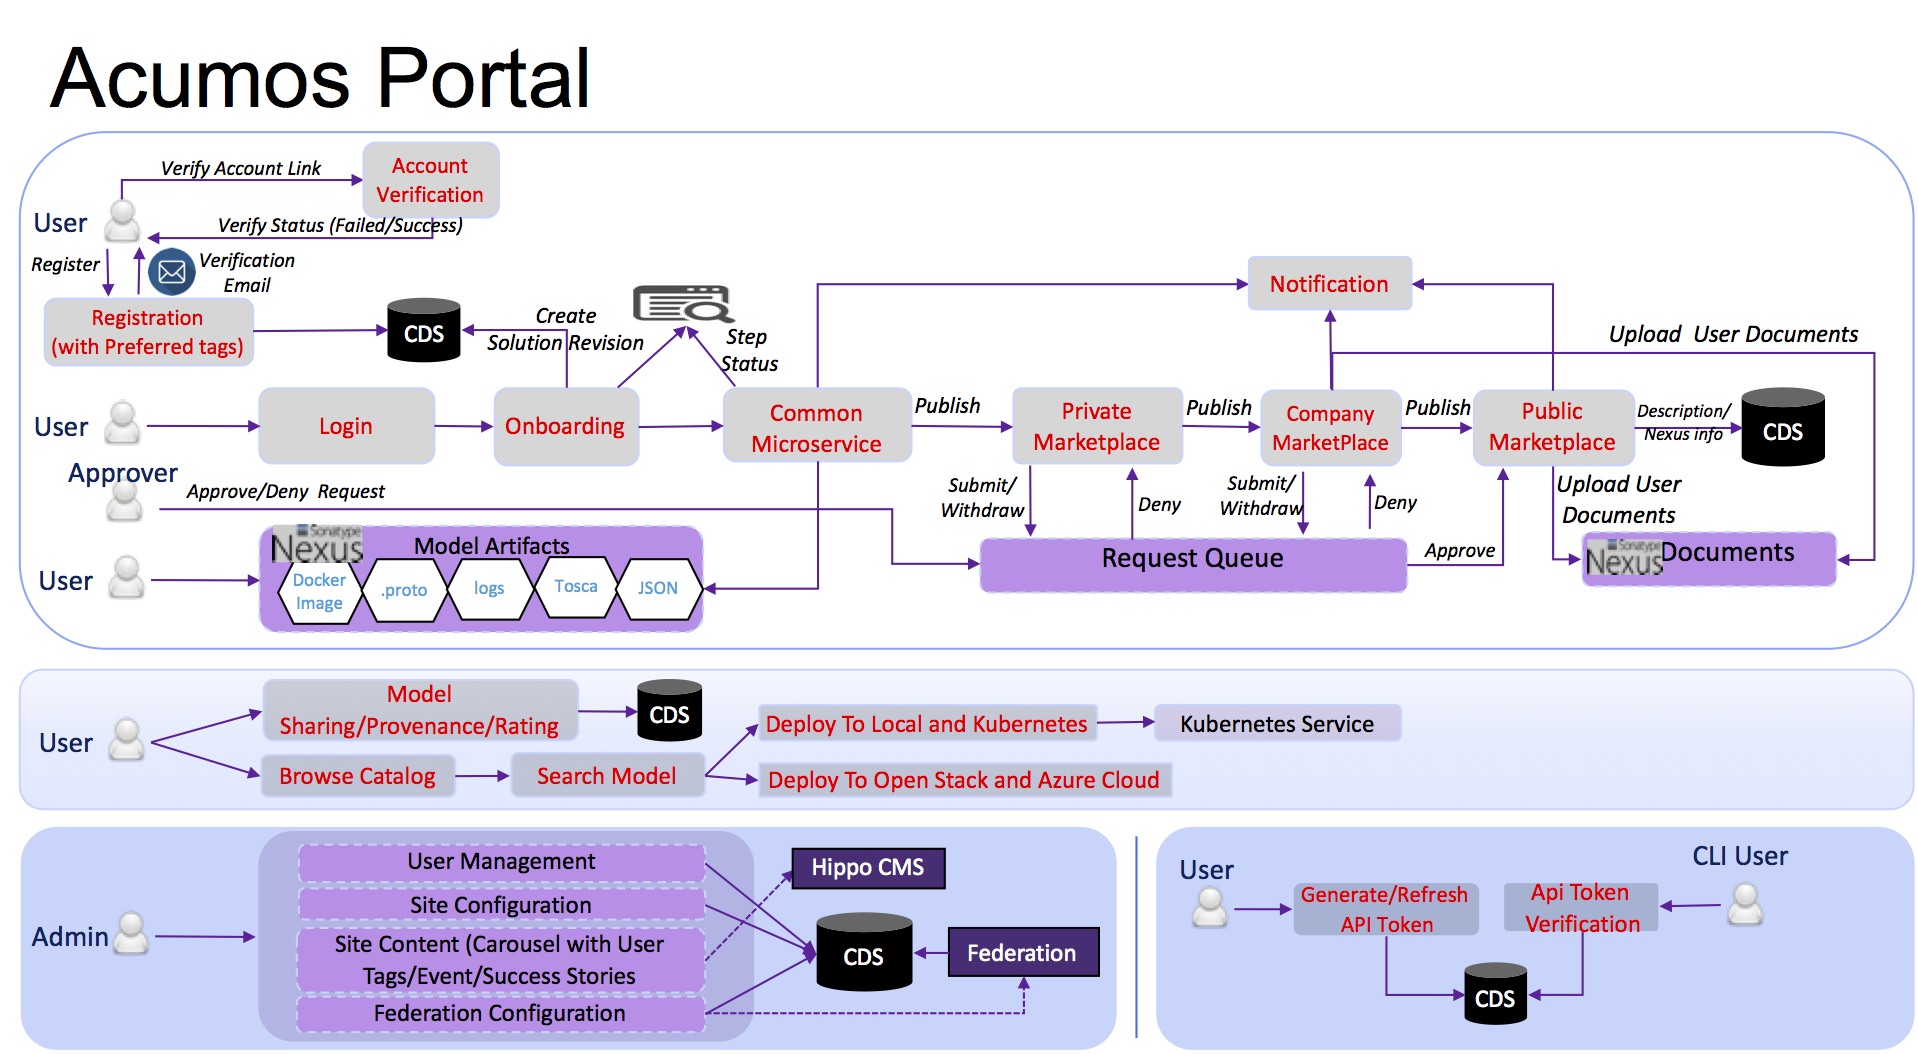 Acumos Portal
Verify Account Link
Account
Verification
User
Verify Status (Failed/Success)
Register
Verification
Email
Registration
(with Preferred tags)
CDS
Create
Solution Revision
Step
Status
Notification
Upload User Documents
User
Login
Onboarding
Common
Microservice
Publish
Private
Marketplace
Publish
Company
MarketPlace
Publish
Public
Marketplace
Description/
Nexus info
CDS
Approver
Approve/Deny Request
Submit/
Withdraw
Deny
Submit/
Withdraw
Deny
Upload User
Documents
Request Queue
Approve
Sonatype
Nexus
Documents
User
Sonatype
Nexus
Model Artifacts
Docker
Image
.proto
logs
Tosca
JSON
User
Model
Sharing/Provenance/Rating
CDS
Browse Catalog
Search Model
Deploy To Local and Kubernetes
Kubernetes Service
Deploy To Open Stack and Azure Cloud
Admin
User Management
Site Configuration
Site Content (Carousel with User
Tags/Event/Success Stories
Federation Configuration
Hippo CMS
CDS
Federation
User
Generate/Refresh
API Token
Api Token
Verification
CLI User
CDS